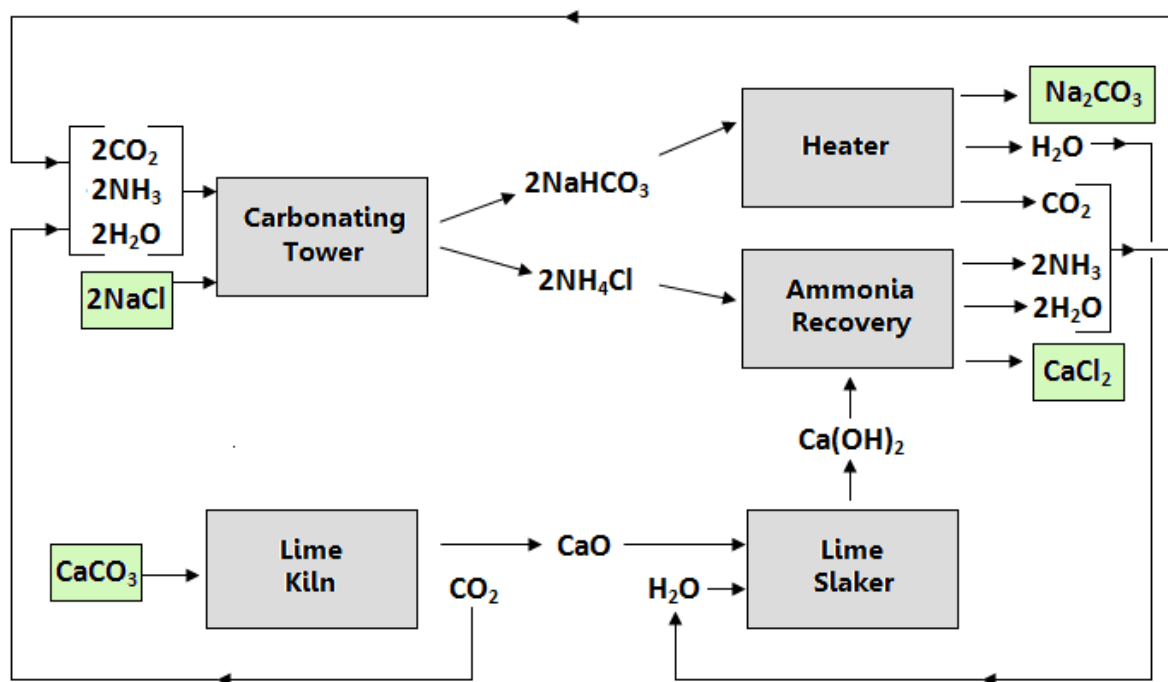 Na₂CO₃
2CO₂
2NH₃
2H₂O
2NaCl
Carbonating
Tower
2NaHCO₃
2NH₄Cl
Heater
H₂O
CO₂
Ammonia
Recovery
2NH₃
2H₂O
CaCl₂
Ca(OH)₂
CaCO₃
Lime
Kiln
CaO
CO₂
H₂O
Lime
Slaker